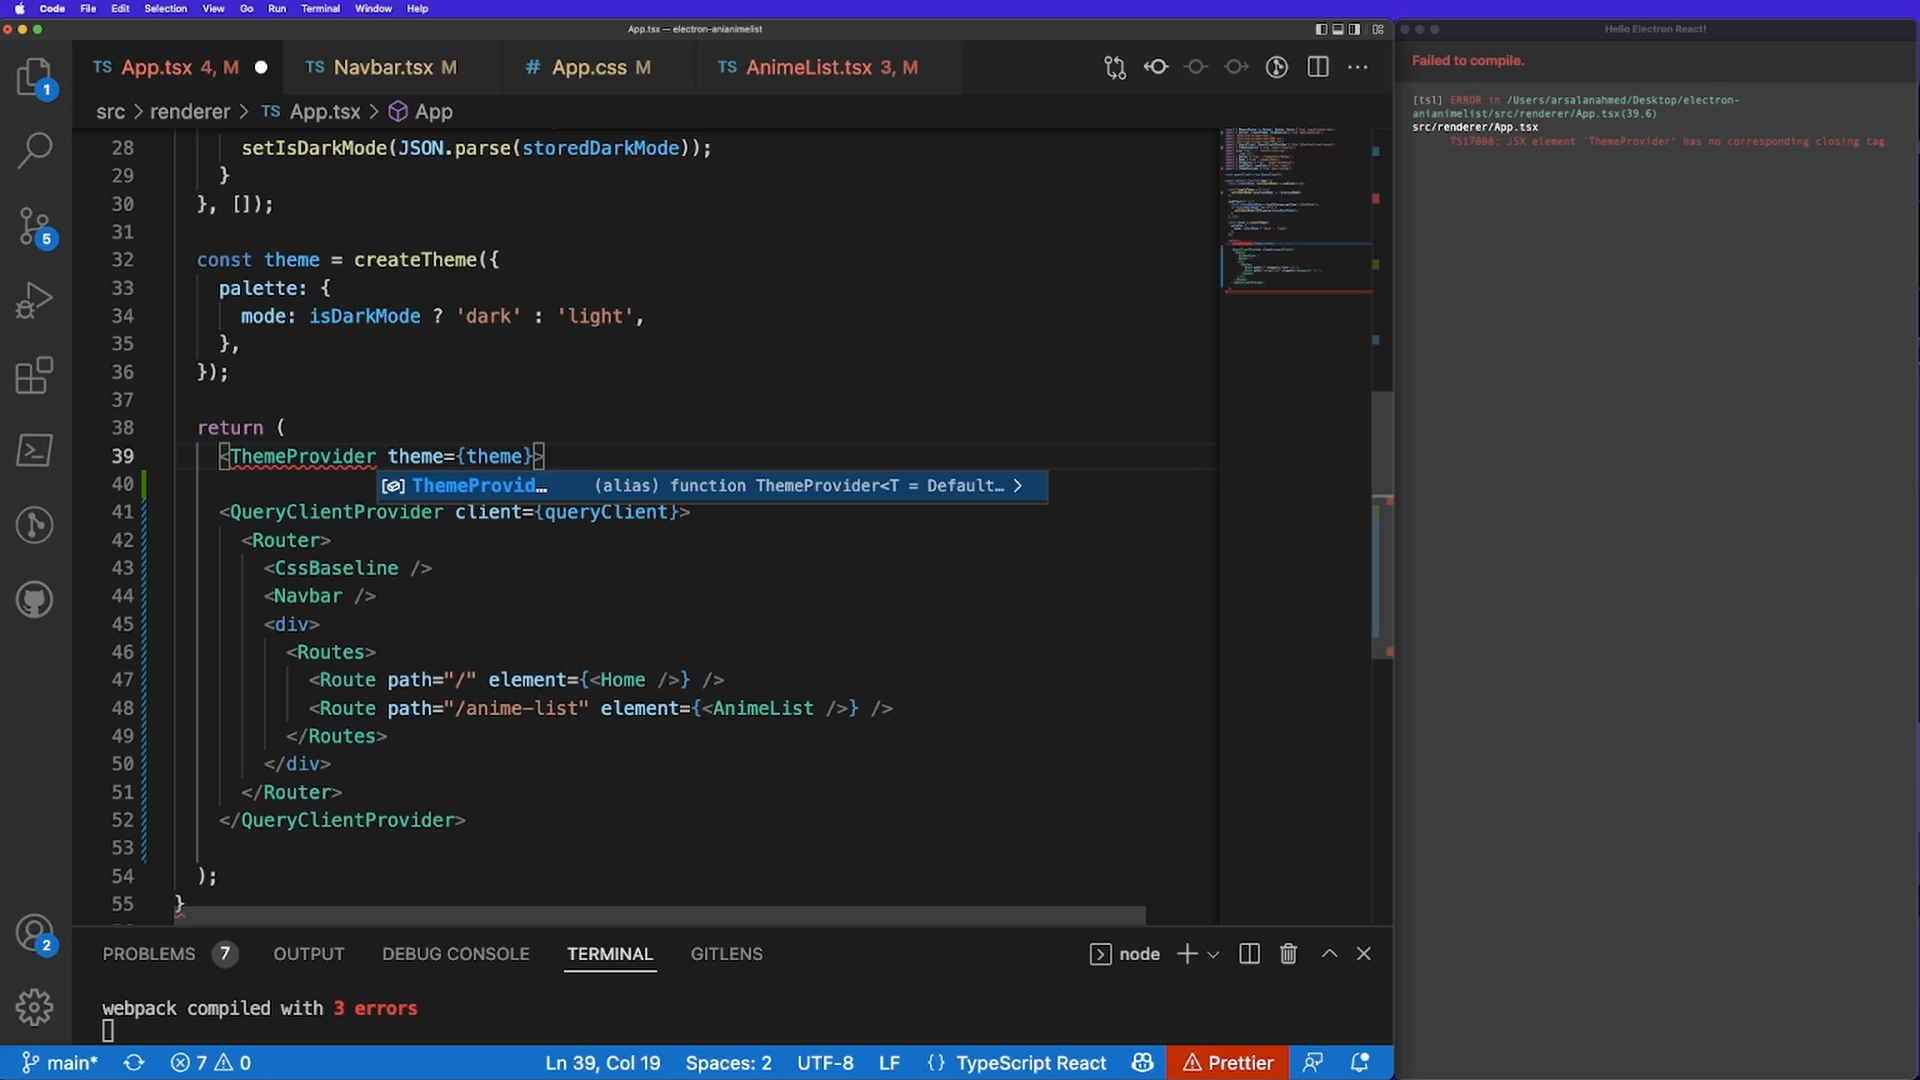 Code File Edit Selection View Go Run Terminal Window Help
App.tsx — electron-anianimelist
Hello Electron React!
TS App.tsx 4, M
TS Navbar.tsx M
# App.css M
TS AnimeList.tsx 3, M
src > renderer > TS App.tsx > App
28 setIsDarkMode(JSON.parse(storedDarkMode));
29 }
30 }, []);
31
32 const theme = createTheme({
33 palette: {
34 mode: isDarkMode ? 'dark' : 'light',
35 },
36 });
37
38 return (
39 <ThemeProvider theme={theme}>
40
ThemeProvid… (alias) function ThemeProvider<T = Default… >
41 <QueryClientProvider client={queryClient}>
42 <Router>
43 <CssBaseline />
44 <Navbar />
45 <div>
46 <Routes>
47 <Route path="/" element={<Home />} />
48 <Route path="/anime-list" element={<AnimeList />} />
49 </Routes>
50 </div>
51 </Router>
52 </QueryClientProvider>
53
54 );
55 }
1
5
2
PROBLEMS 7 OUTPUT DEBUG CONSOLE TERMINAL GITLENS
node
webpack compiled with 3 errors
main* 7 0 Ln 39, Col 19 Spaces: 2 UTF-8 LF {} TypeScript React Prettier
Failed to compile.
[tsl] ERROR in /Users/arsalanahmed/Desktop/electron-
anianimelist/src/renderer/App.tsx(39,6)
src/renderer/App.tsx
TS17008: JSX element 'ThemeProvider' has no corresponding closing tag.